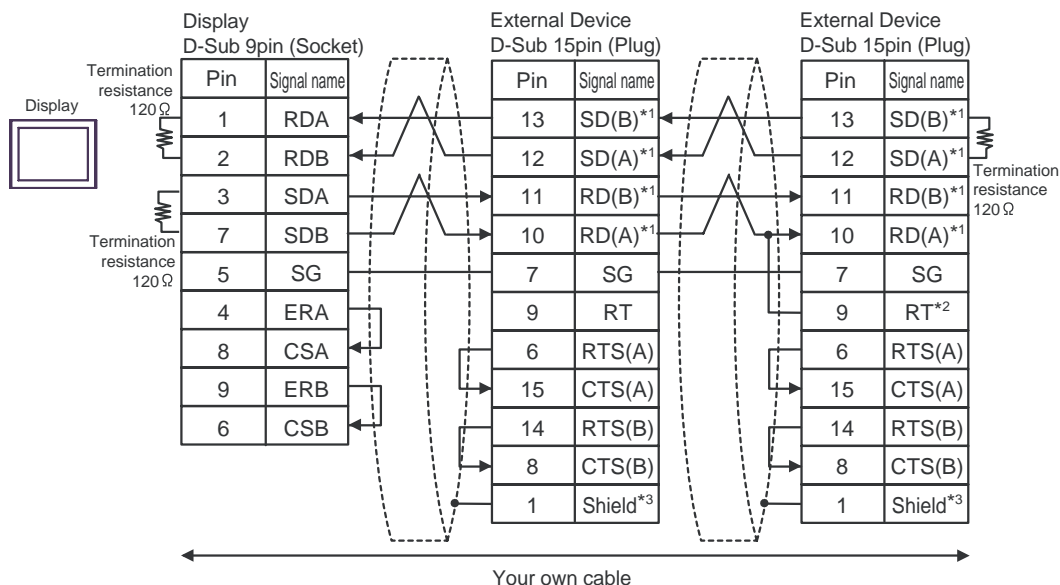 Display
D-Sub 9pin (Socket)
External Device
D-Sub 15pin (Plug)
External Device
D-Sub 15pin (Plug)
Display
Termination
resistance
120Ω
Termination
resistance
120Ω
Pin Signal name
1 RDA
2 RDB
3 SDA
7 SDB
5 SG
4 ERA
8 CSA
9 ERB
6 CSB
Pin Signal name
13 SD(B)*1
12 SD(A)*1
11 RD(B)*1
10 RD(A)*1
7 SG
9 RT
6 RTS(A)
15 CTS(A)
14 RTS(B)
8 CTS(B)
1 Shield*3
Pin Signal name
13 SD(B)*1
12 SD(A)*1
11 RD(B)*1
10 RD(A)*1
7 SG
9 RT*2
6 RTS(A)
15 CTS(A)
14 RTS(B)
8 CTS(B)
1 Shield*3
Termination
resistance
120Ω
Your own cable